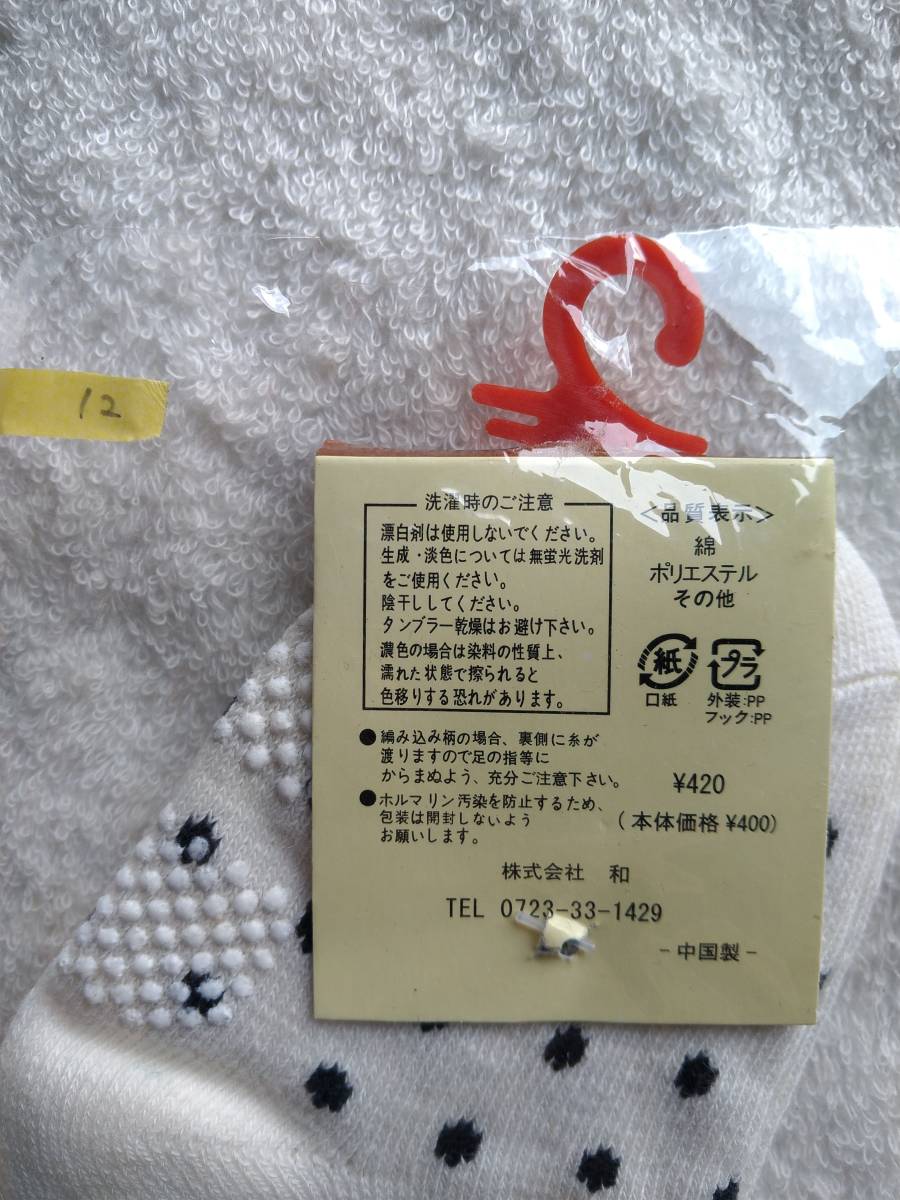 12
洗濯時のご注意
漂白剤は使用しないでください。
生成・淡色については無蛍光洗剤
をご使用ください。
陰干ししてください。
タンブラー乾燥はお避け下さい。
濃色の場合は染料の性質上、
濡れた状態で擦られると
色移りする恐れがあります。
●編み込み柄の場合、裏側に糸が
渡りますので足の指等に
からまぬよう、充分ご注意下さい。
●ホルマリン汚染を防止するため、
包装は開封しないよう
お願いします。
<品質表示>
綿
ポリエステル
その他
紙
口紙
プラ
外装:PP
フック:PP
¥420
(本体価格 ¥400)
株式会社 和
TEL 0723-33-1429
-中国製-